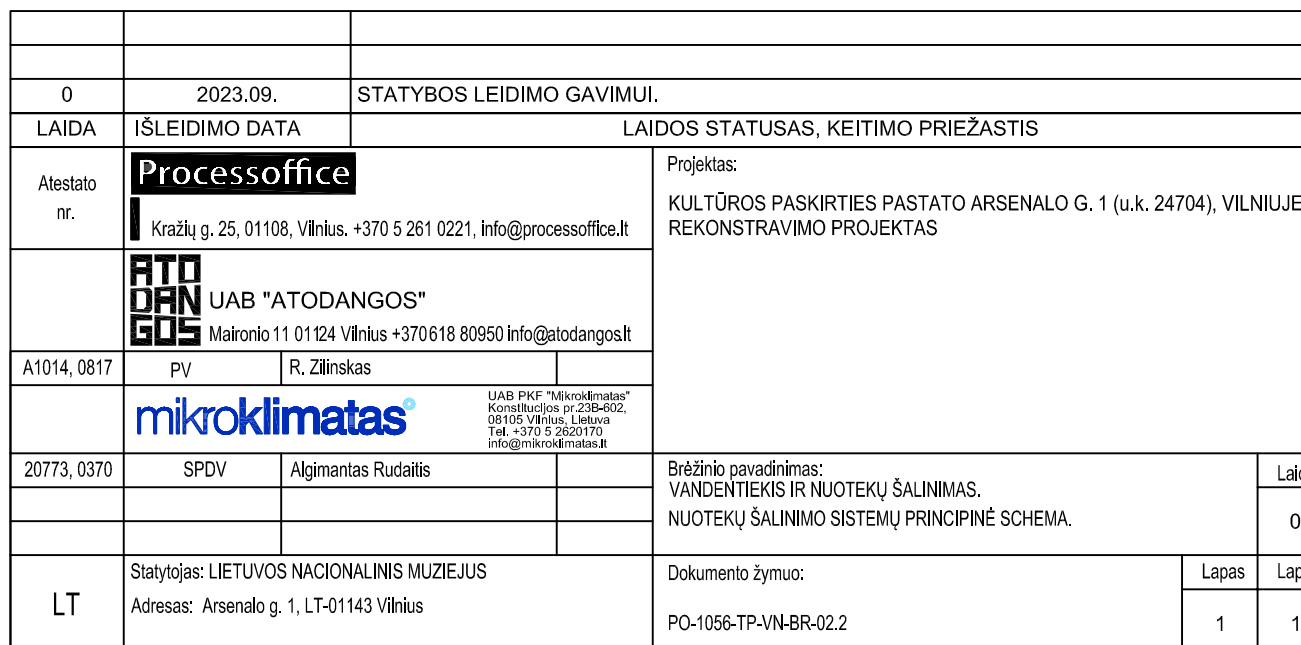 0 2023.09. STATYBOS LEIDIMO GAVIMUI.
LAIDA IŠLEIDIMO DATA LAIDOS STATUSAS, KEITIMO PRIEŽASTIS
Atestato
nr.
Processoffice
Kražių g. 25, 01108, Vilnius. +370 5 261 0221, info@processoffice.lt
Projektas:
KULTŪROS PASKIRTIES PASTATO ARSENALO G. 1 (u.k. 24704), VILNIUJE
REKONSTRAVIMO PROJEKTAS
ATO
DAN
GOS
UAB "ATODANGOS"
Maironio 11 01124 Vilnius +370618 80950 info@atodangos.lt
A1014, 0817 PV R. Zilinskas
mikroklimatas
UAB PKF "Mikroklimatas"
Konstitucijos pr.23B-602,
08105 Vilnius, Lietuva
Tel. +370 5 2620170
info@mikroklimatas.lt
20773, 0370 SPDV Algimantas Rudaitis
Brėžinio pavadinimas:
VANDENTIEKIS IR NUOTEKŲ ŠALINIMAS.
NUOTEKŲ ŠALINIMO SISTEMŲ PRINCIPINĖ SCHEMA.
0
LT
Statytojas: LIETUVOS NACIONALINIS MUZIEJUS
Adresas: Arsenalo g. 1, LT-01143 Vilnius
Dokumento žymuo:
PO-1056-TP-VN-BR-02.2
Lapas
1
1